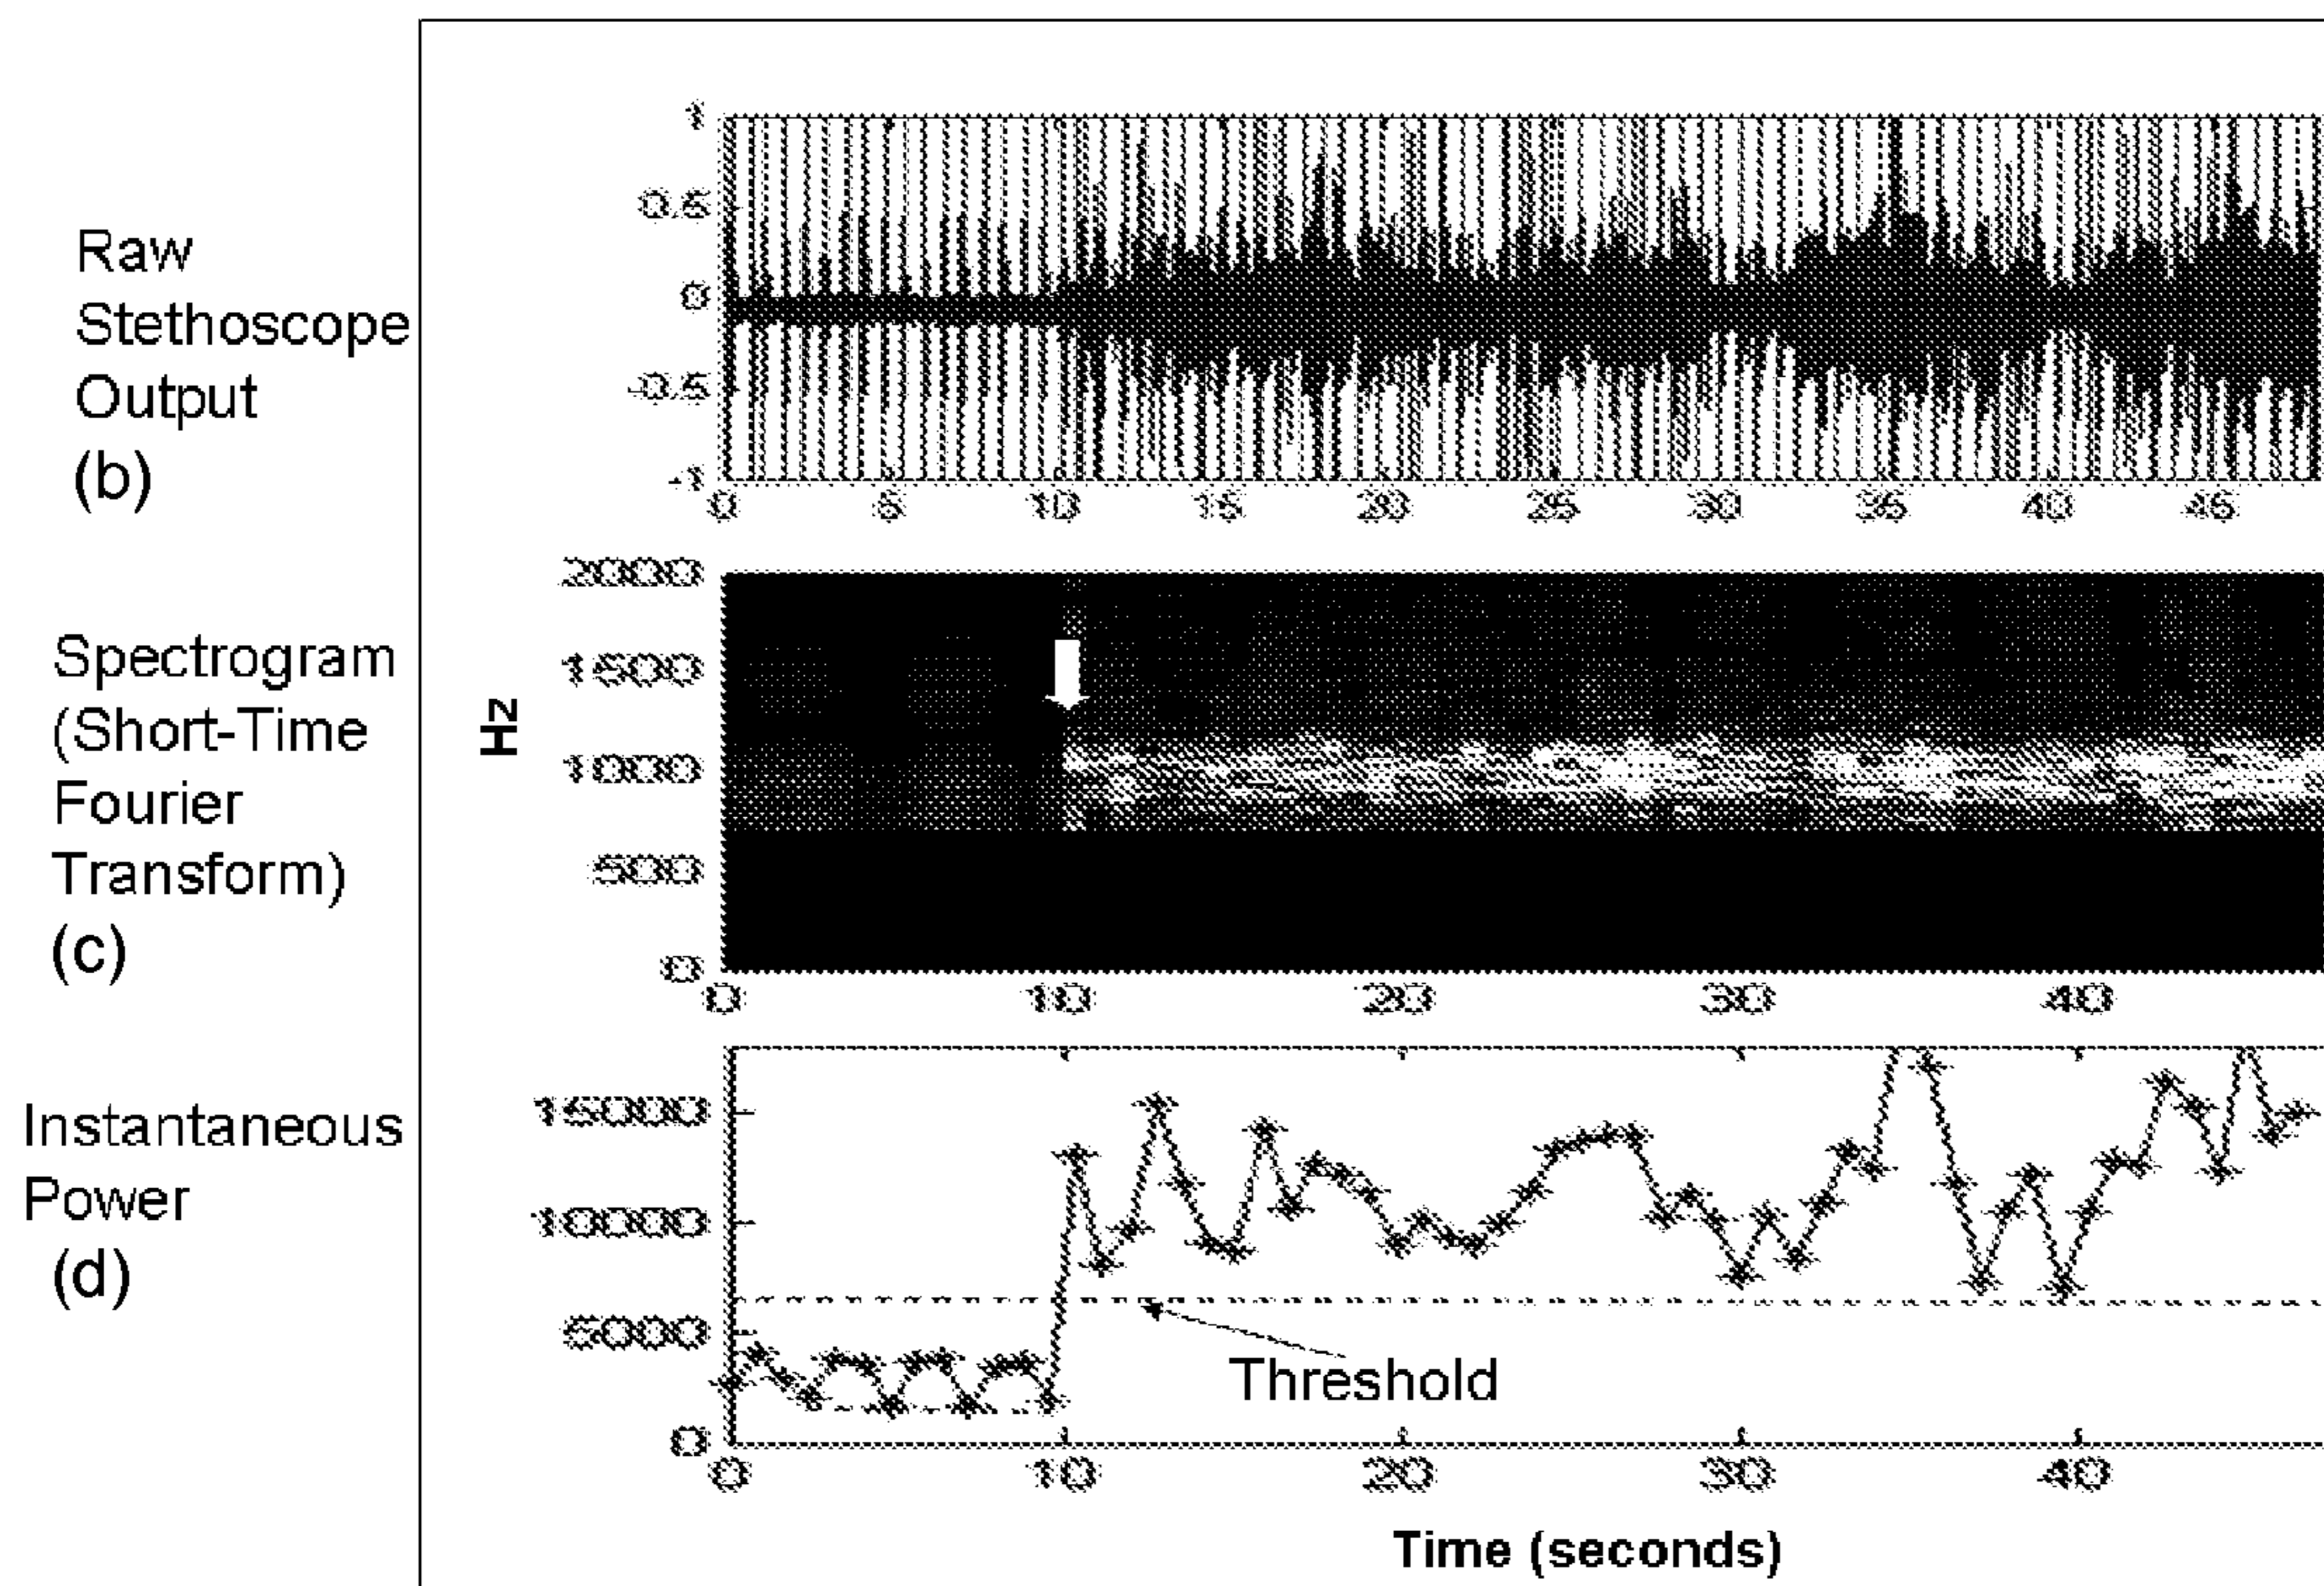 Raw
Stethoscope
Output
(b)
1
0.5
0
-0.5
-1
0 5 10 15 20 25 30 35 40 45
Spectrogram
(Short-Time
Fourier
Transform)
(c)
Hz
2000
1500
1000
500
0
0 10 20 30 40
Instantaneous
Power
(d)
15000
10000
5000
0
Threshold
0 10 20 30 40
Time (seconds)